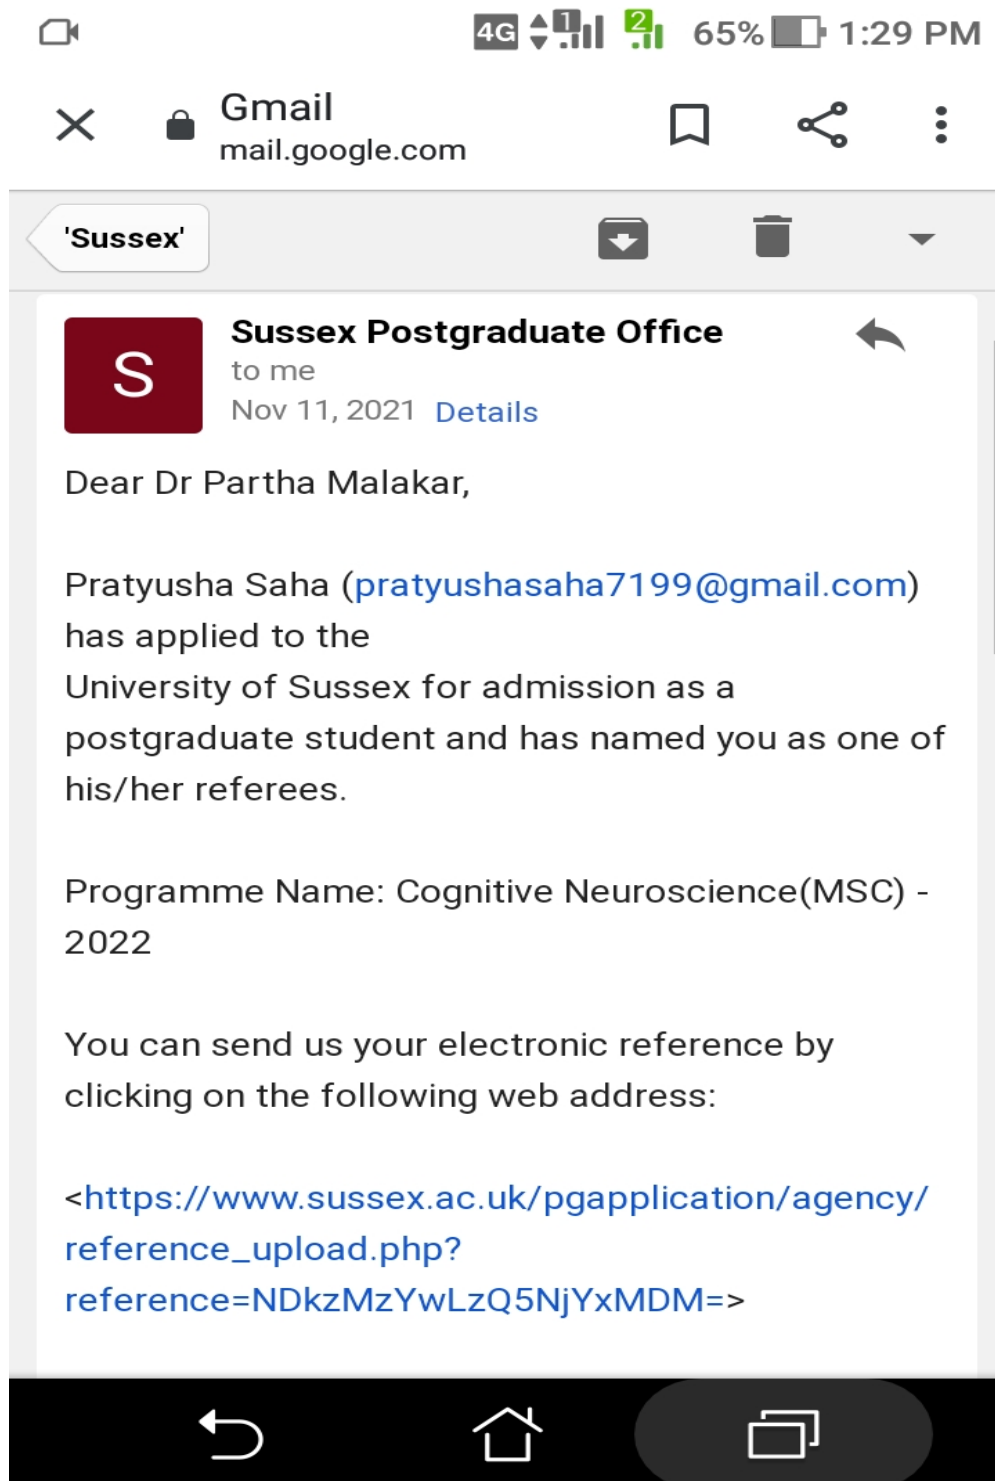 4G 1 2 65% 1:29 PM
Gmail
mail.google.com
'Sussex'
S
Sussex Postgraduate Office
to me
Nov 11, 2021 Details
Dear Dr Partha Malakar,
Pratyusha Saha (pratyushasaha7199@gmail.com)
has applied to the
University of Sussex for admission as a
postgraduate student and has named you as one of
his/her referees.
Programme Name: Cognitive Neuroscience(MSC) -
2022
You can send us your electronic reference by
clicking on the following web address:
<https://www.sussex.ac.uk/pgapplication/agency/
reference_upload.php?
reference=NDkzMzYwLzQ5NjYxMDM=>